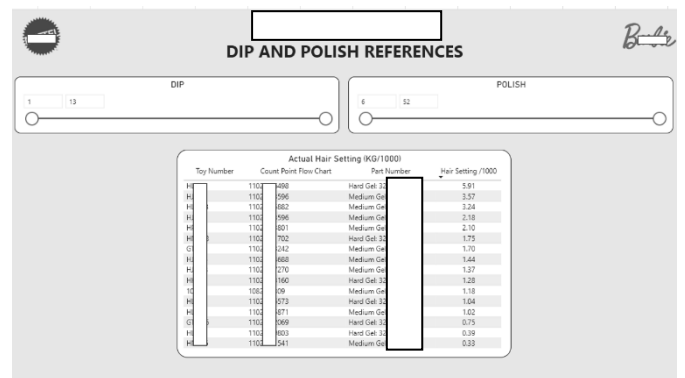 Barbie
DIP AND POLISH REFERENCES
DIP
1 13
POLISH
6 52
Actual Hair Setting (KG/1000)
Toy Number Count Point Flow Chart Part Number Hair Setting /1000
1102 498 Hard Gel: 32 5.91
1102 596 Medium Gel 3.57
1102 882 Medium Gel 3.24
1102 596 Medium Gel 2.18
1102 801 Medium Gel 2.10
1102 702 Hard Gel: 32 1.75
1102 242 Medium Gel 1.70
1102 668 Medium Gel 1.44
1102 270 Medium Gel 1.37
1102 160 Medium Gel 1.28
1082 09 Medium Gel 1.18
1102 573 Hard Gel: 32 1.04
1102 871 Medium Gel 1.02
1102 069 Hard Gel: 32 0.75
1102 803 Hard Gel: 32 0.39
1102 541 Medium Gel 0.33